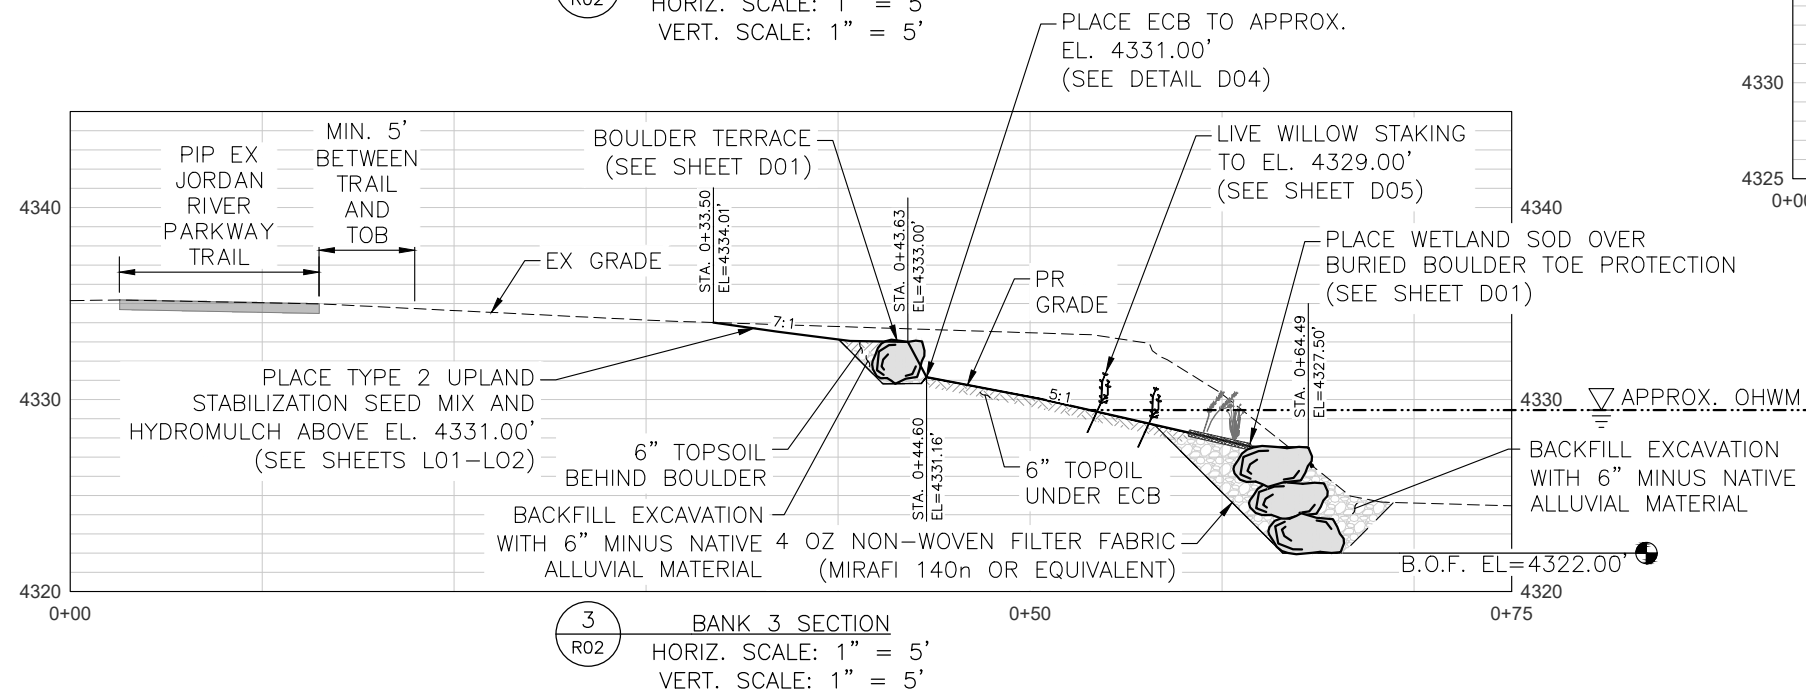 R02
HORIZ. SCALE: 1" = 5'
VERT. SCALE: 1" = 5'
PLACE ECB TO APPROX.
EL. 4331.00'
(SEE DETAIL D04)
4330
4325
0+00
PIP EX
JORDAN
RIVER
PARKWAY
TRAIL
MIN. 5'
BETWEEN
TRAIL
AND
TOB
BOULDER TERRACE
(SEE SHEET D01)
LIVE WILLOW STAKING
TO EL. 4329.00'
(SEE SHEET D05)
4340
4340
STA. 0+33.50
EL=4334.01'
STA. 0+43.63
EL=4333.00'
EX GRADE
PR
GRADE
PLACE WETLAND SOD OVER
BURIED BOULDER TOE PROTECTION
(SEE SHEET D01)
7:1
STA. 0+64.49
EL=4327.50'
PLACE TYPE 2 UPLAND
STABILIZATION SEED MIX AND
HYDROMULCH ABOVE EL. 4331.00'
(SEE SHEETS L01-L02)
5:1
4330
4330
APPROX. OHWM
6" TOPSOIL
BEHIND BOULDER
STA. 0+44.60
EL=4331.16'
6" TOPOIL
UNDER ECB
BACKFILL EXCAVATION
WITH 6" MINUS NATIVE
ALLUVIAL MATERIAL
BACKFILL EXCAVATION
WITH 6" MINUS NATIVE
ALLUVIAL MATERIAL
4 OZ NON-WOVEN FILTER FABRIC
(MIRAFI 140n OR EQUIVALENT)
B.O.F. EL=4322.00'
4320
4320
0+00
0+50
0+75
3
R02
BANK 3 SECTION
HORIZ. SCALE: 1" = 5'
VERT. SCALE: 1" = 5'